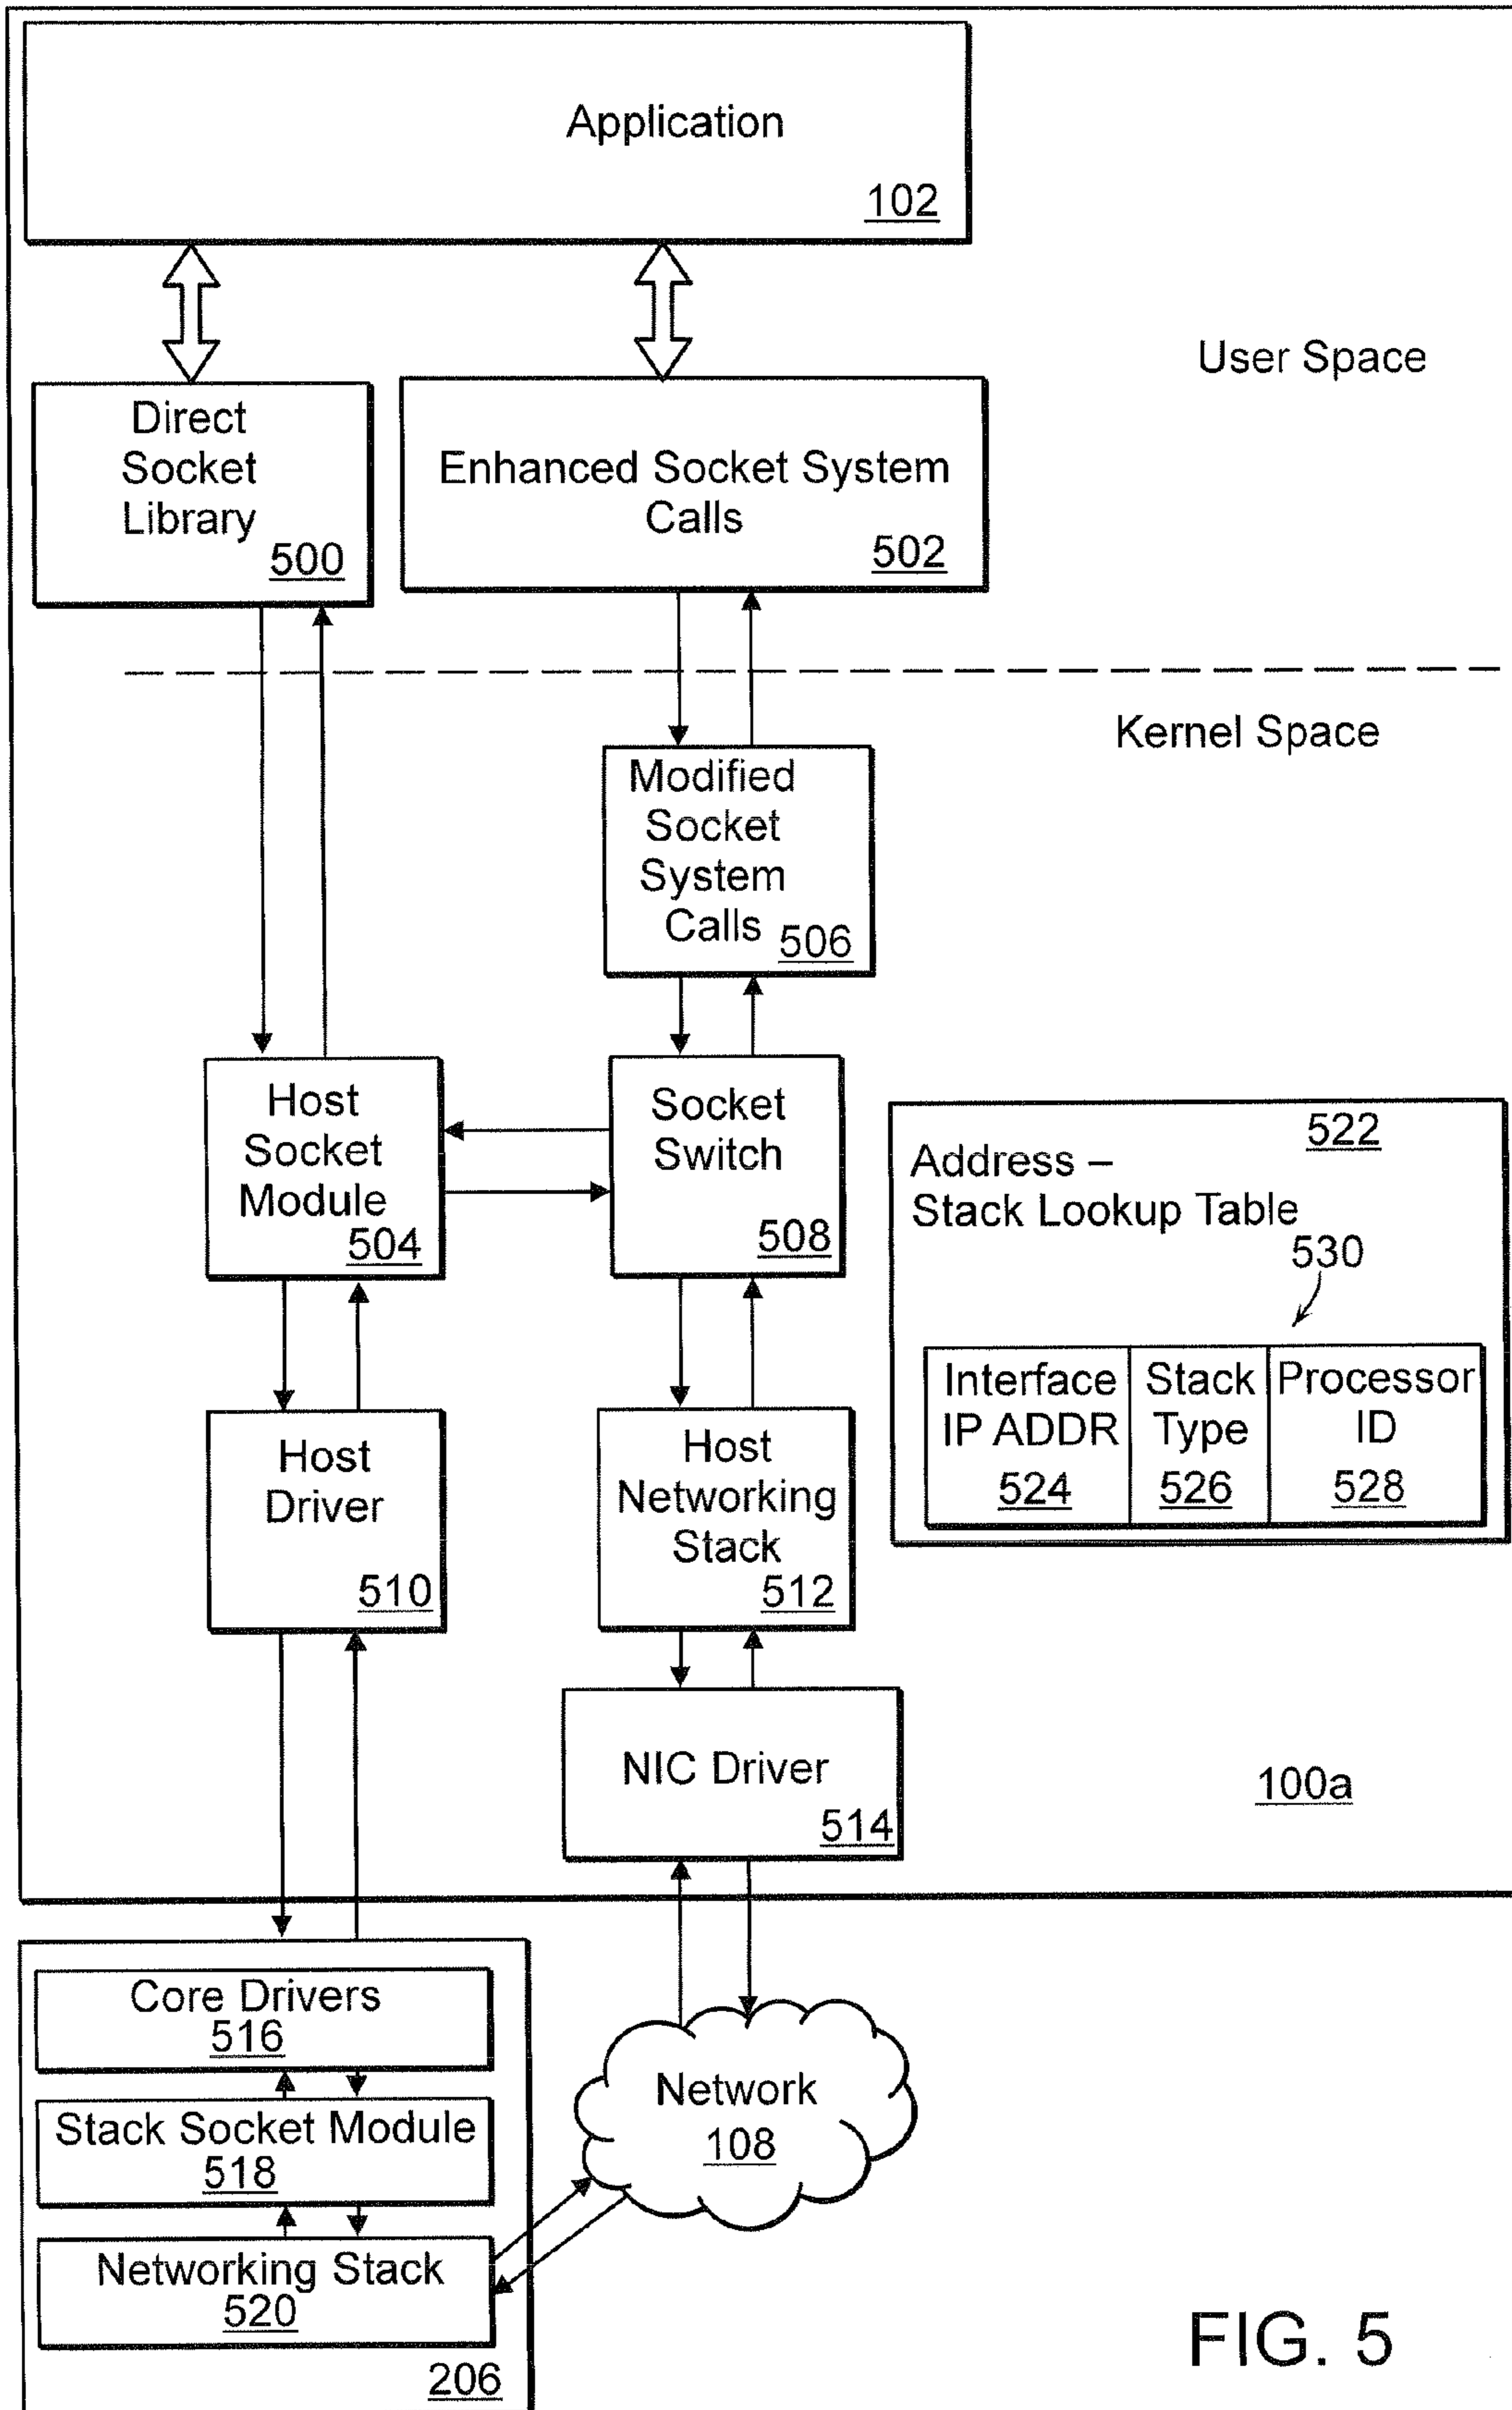 Application
102
User Space
Direct
Socket
Library
500
Enhanced Socket System
Calls
502
Kernel Space
Modified
Socket
System
Calls
506
Host
Socket
Module
504
Socket
Switch
508
522
Address –
Stack Lookup Table
530
Interface
IP ADDR
524
Stack
Type
526
Processor
ID
528
Host
Driver
510
Host
Networking
Stack
512
NIC Driver
514
100a
Core Drivers
516
Stack Socket Module
518
Networking Stack
520
206
Network
108
FIG. 5